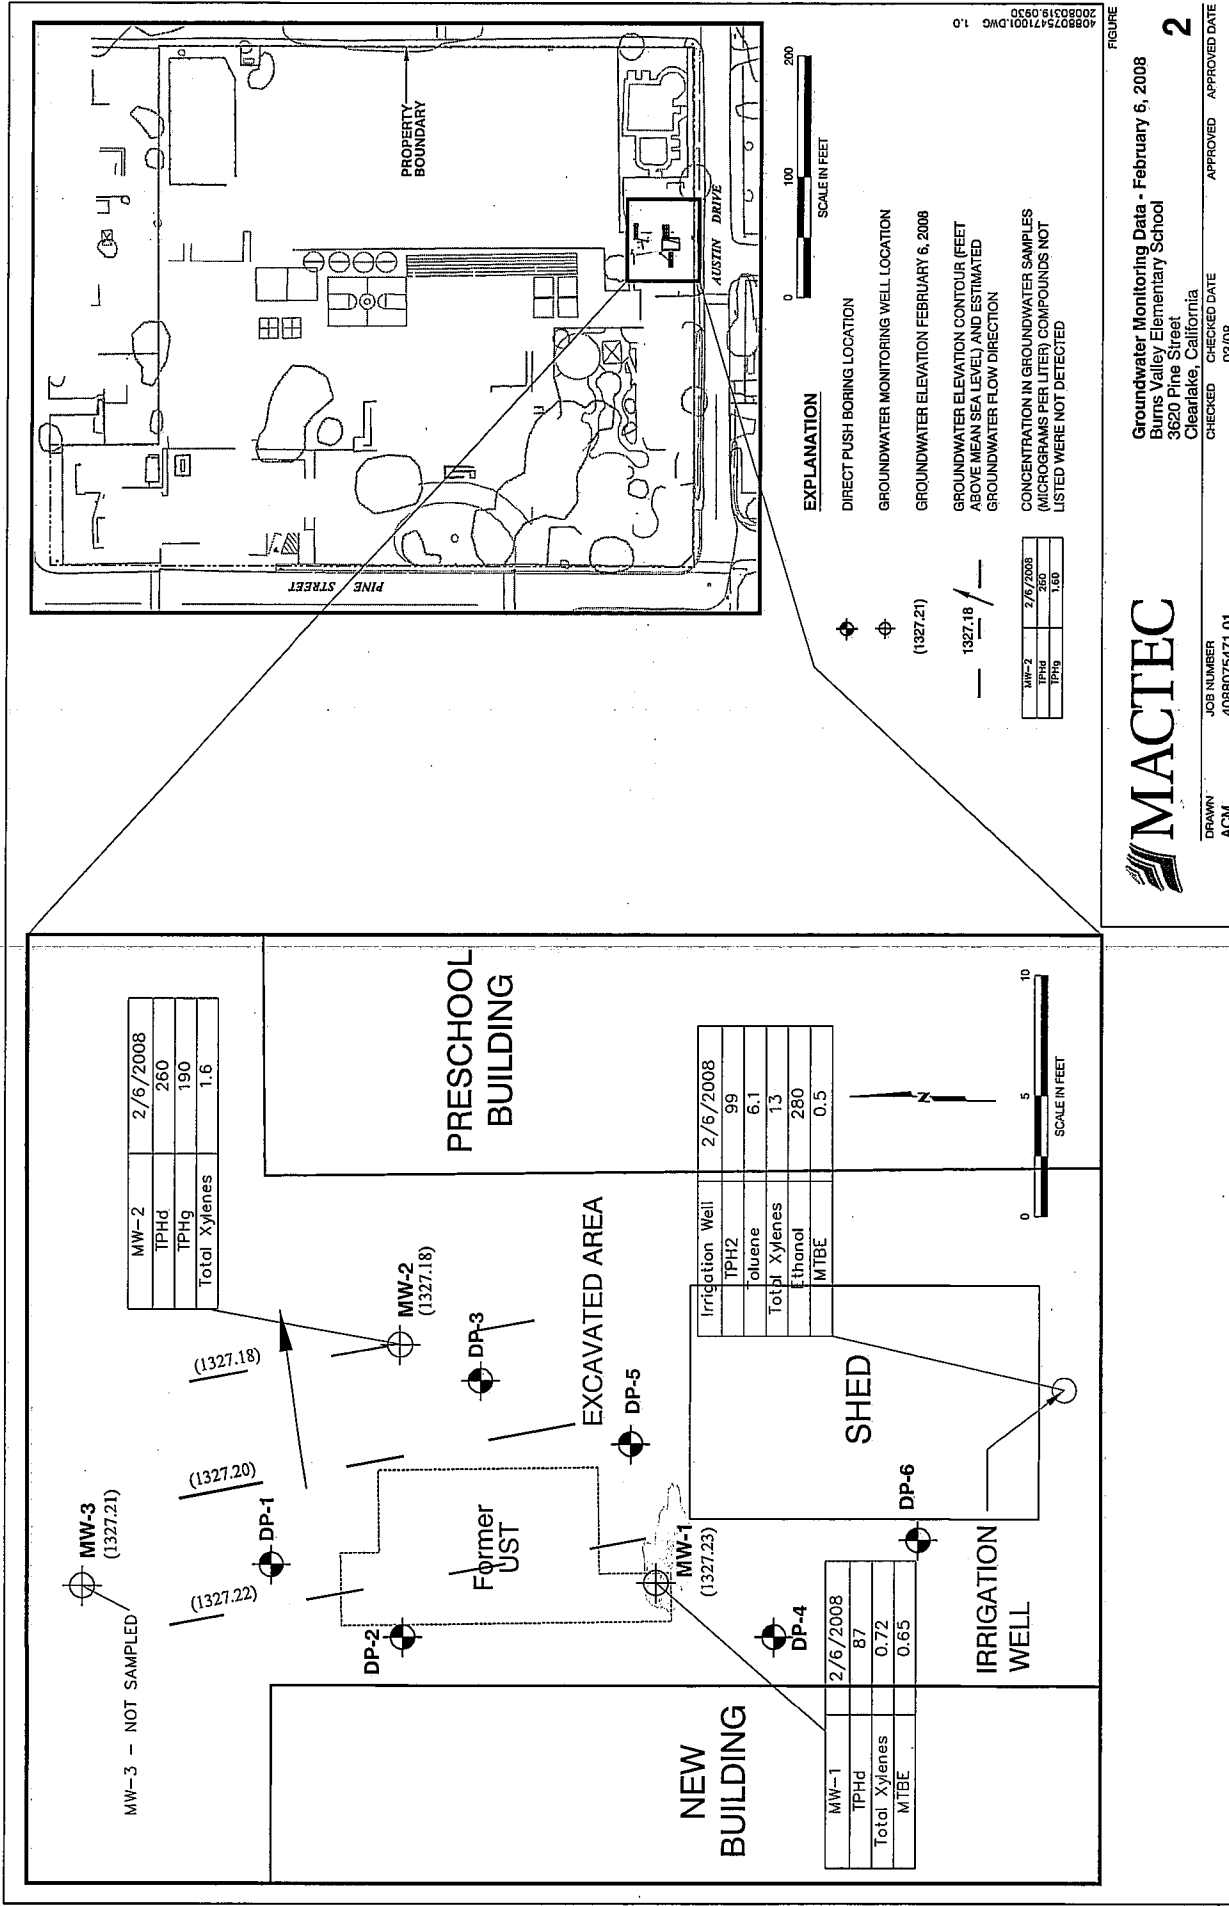 MW-3 – NOT SAMPLED
MW-3
(1327.21)
(1327.22)
(1327.20)
(1327.18)
DP-1
DP-2
MW-2
(1327.18)
DP-3
MW-2 2/6/2008
TPHd 260
TPHg 190
Total Xylenes 1.6
PRESCHOOL
BUILDING
Former
UST
EXCAVATED AREA
DP-5
MW-1
(1327.23)
DP-4
DP-6
NEW
BUILDING
MW-1 2/6/2008
TPHd 87
Total Xylenes 0.72
MTBE 0.65
IRRIGATION
WELL
SHED
Irrigation Well 2/6/2008
TPH2 99
Toluene 6.1
Total Xylenes 13
Ethanol 280
MTBE 0.5
N
0 5 10
SCALE IN FEET
PINE STREET
PROPERTY
BOUNDARY
AUSTIN DRIVE
0 100 200
SCALE IN FEET
EXPLANATION
DIRECT PUSH BORING LOCATION
GROUNDWATER MONITORING WELL LOCATION
(1327.21) GROUNDWATER ELEVATION FEBRUARY 6, 2008
1327.18 GROUNDWATER ELEVATION CONTOUR (FEET
ABOVE MEAN SEA LEVEL) AND ESTIMATED
GROUNDWATER FLOW DIRECTION
MW-2 2/6/2008
TPHd 260
TPHg 1.60
CONCENTRATION IN GROUNDWATER SAMPLES
(MICROGRAMS PER LITER) COMPOUNDS NOT
LISTED WERE NOT DETECTED
4088075471001.DWG 1.0
20080319.0930
MACTEC
Groundwater Monitoring Data - February 6, 2008
Burns Valley Elementary School
3620 Pine Street
Clearlake, California
FIGURE
2
DRAWN JOB NUMBER CHECKED CHECKED DATE APPROVED APPROVED DATE
ACM 4088075471 01 03/08